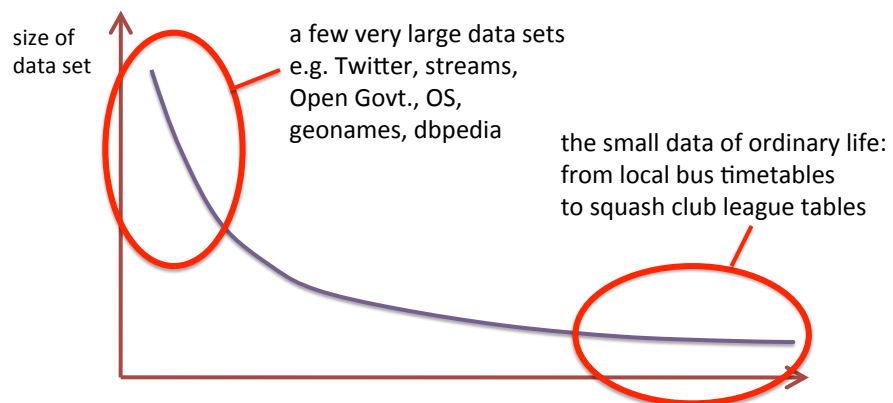 size of
data set
a few very large data sets
e.g. Twitter, streams,
Open Govt., OS,
geonames, dbpedia
the small data of ordinary life:
from local bus timetables
to squash club league tables